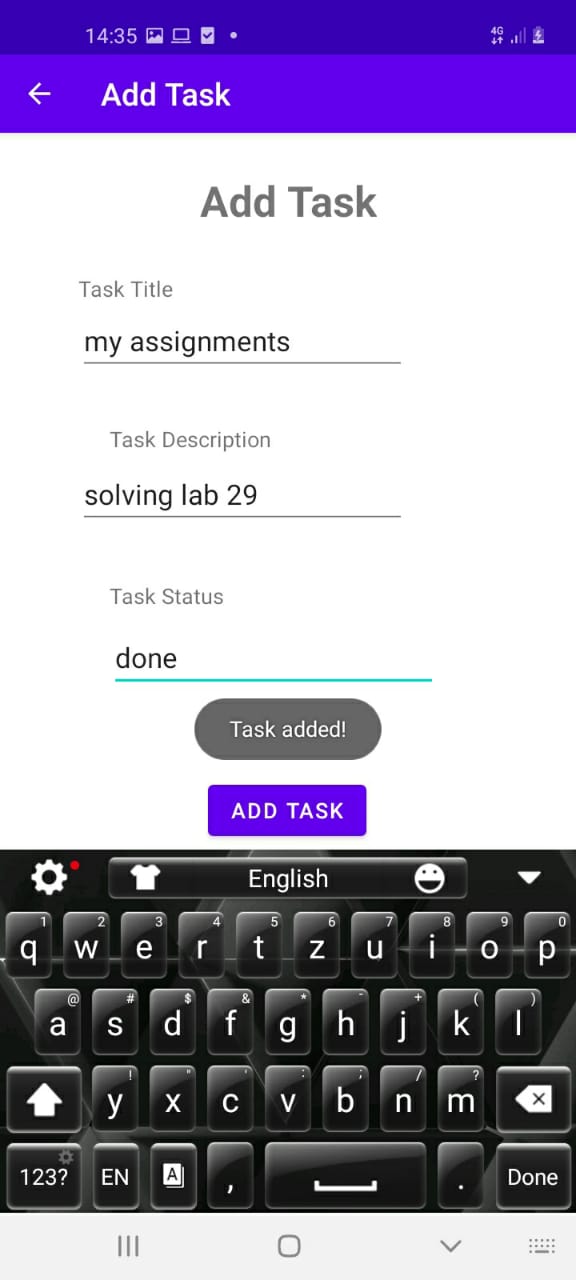 14:35 4G
Add Task
Add Task
Task Title
my assignments
Task Description
solving lab 29
Task Status
done
Task added!
ADD TASK
English
1 2 3 4 5 6 7 8 9 0
q w e r t z u i o p
@ # $ & * - + ( )
a s d f g h j k l
! " ' : ; / ?
y x c v b n m
123? EN A , . Done